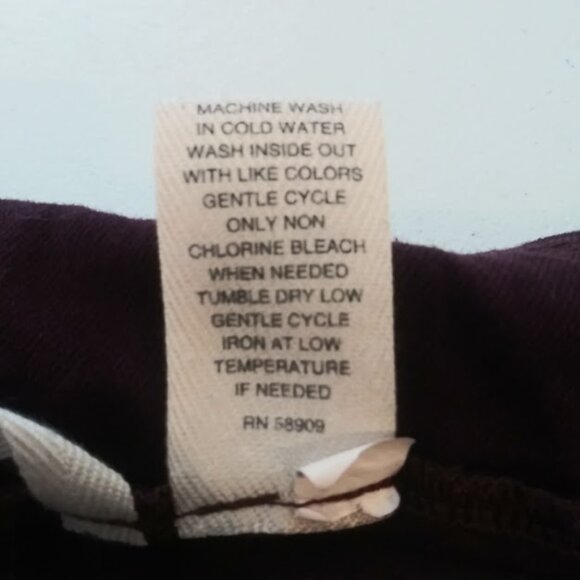 MACHINE WASH
IN COLD WATER
WASH INSIDE OUT
WITH LIKE COLORS
GENTLE CYCLE
ONLY NON
CHLORINE BLEACH
WHEN NEEDED
TUMBLE DRY LOW
GENTLE CYCLE
IRON AT LOW
TEMPERATURE
IF NEEDED
RN 58909